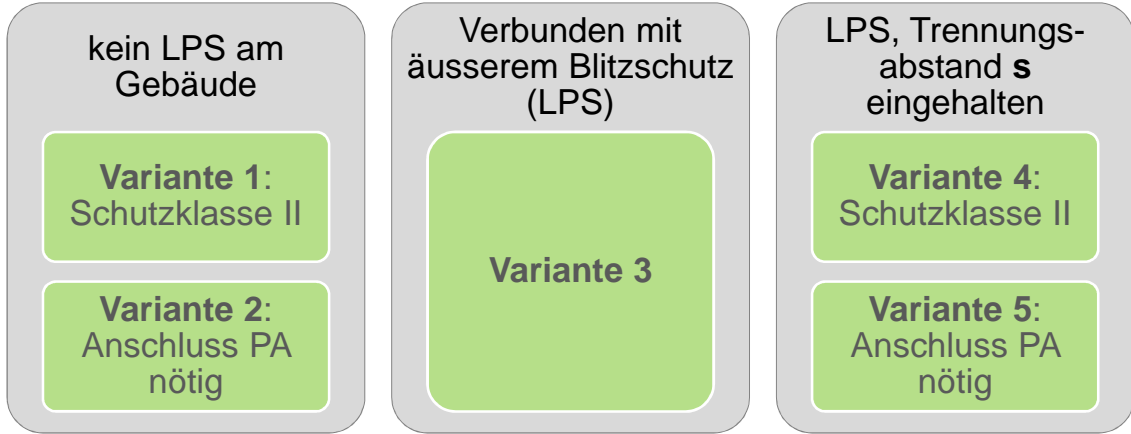 kein LPS am
Gebäude
Variante 1:
Schutzklasse II
Variante 2:
Anschluss PA
nötig
Verbunden mit
äusserem Blitzschutz
(LPS)
Variante 3
LPS, Trennungs-
abstand s
eingehalten
Variante 4:
Schutzklasse II
Variante 5:
Anschluss PA
nötig